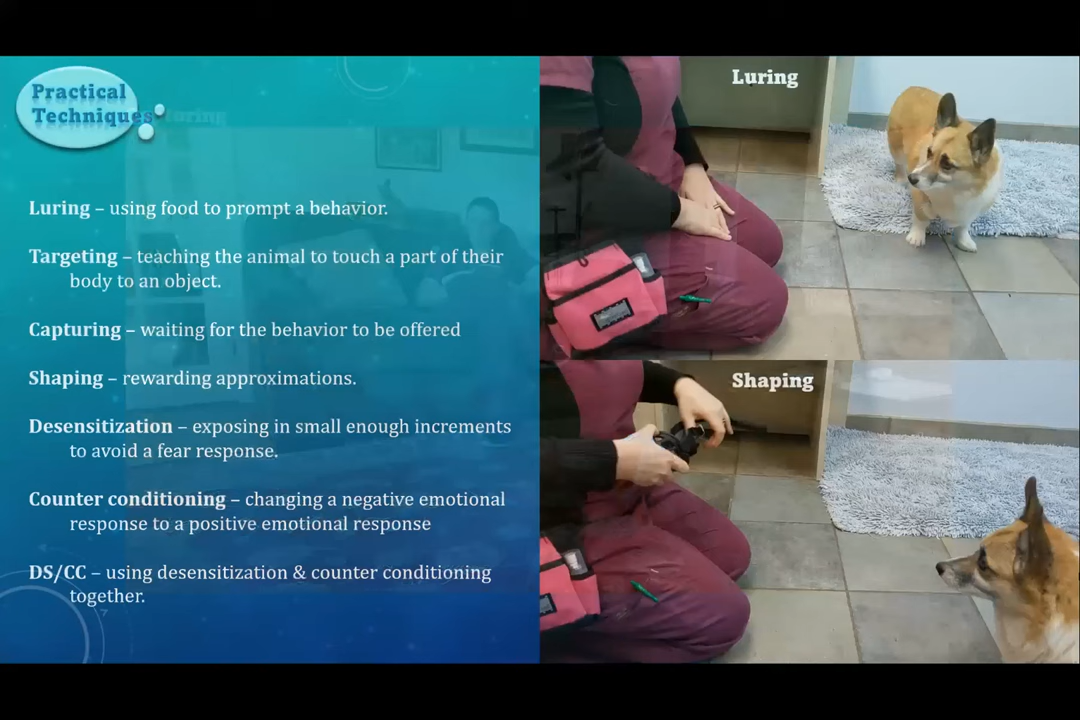 Practical
Techniques
Luring – using food to prompt a behavior.
Targeting – teaching the animal to touch a part of their
body to an object.
Capturing – waiting for the behavior to be offered
Shaping – rewarding approximations.
Desensitization – exposing in small enough increments
to avoid a fear response.
Counter conditioning – changing a negative emotional
response to a positive emotional response
DS/CC – using desensitization & counter conditioning
together.
Luring
Shaping